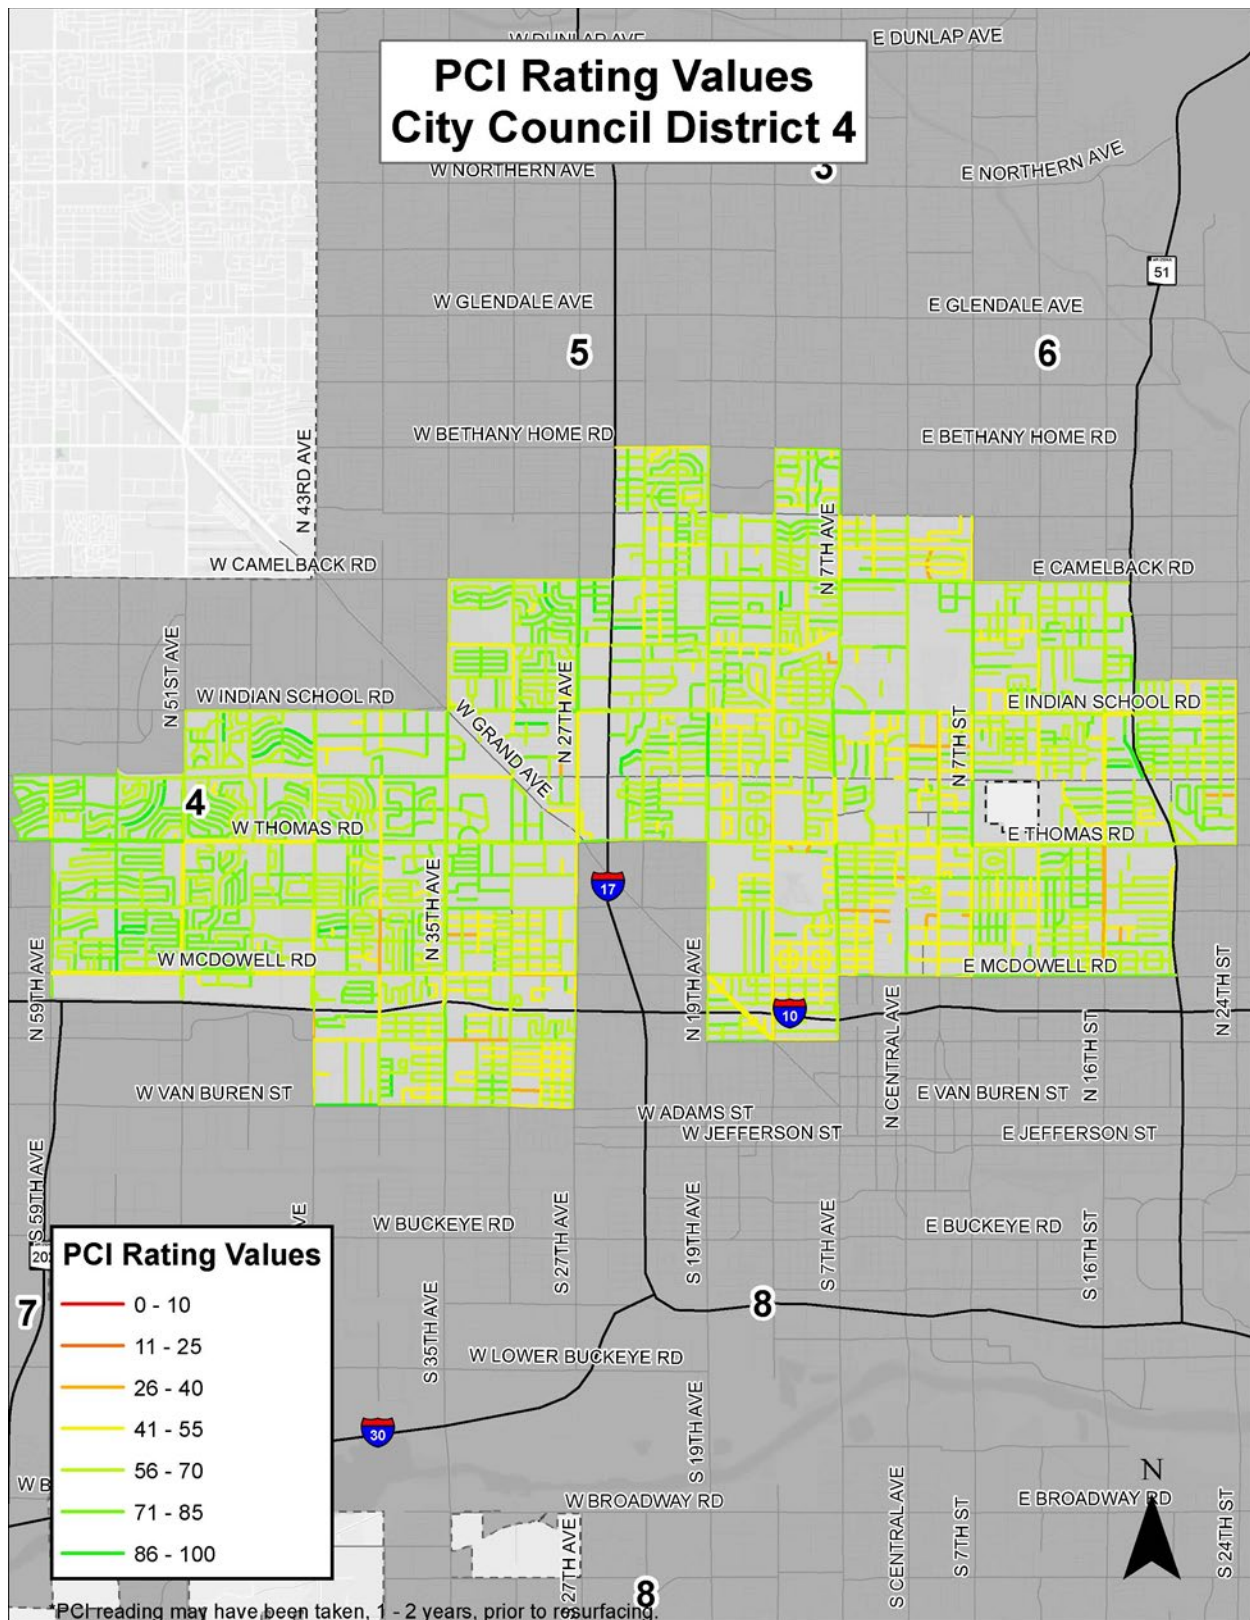 W DUNLAP AVE
E DUNLAP AVE
PCI Rating Values
City Council District 4
3
W NORTHERN AVE
E NORTHERN AVE
51
W GLENDALE AVE
E GLENDALE AVE
5
6
W BETHANY HOME RD
E BETHANY HOME RD
N 43RD AVE
N 7TH AVE
W CAMELBACK RD
E CAMELBACK RD
N 51ST AVE
N 27TH AVE
W INDIAN SCHOOL RD
E INDIAN SCHOOL RD
W GRAND AVE
N 7TH ST
4
W THOMAS RD
E THOMAS RD
17
N 35TH AVE
N 59TH AVE
W MCDOWELL RD
E MCDOWELL RD
N 19TH AVE
N 24TH ST
10
N CENTRAL AVE
N 16TH ST
W VAN BUREN ST
E VAN BUREN ST
W ADAMS ST
W JEFFERSON ST
E JEFFERSON ST
S 59TH AVE
VE
W BUCKEYE RD
E BUCKEYE RD
S 27TH AVE
S 19TH AVE
S 7TH AVE
S 16TH ST
202
7
8
PCI Rating Values
0 - 10
11 - 25
26 - 40
41 - 55
56 - 70
71 - 85
86 - 100
S 35TH AVE
W LOWER BUCKEYE RD
30
S 19TH AVE
W B
W BROADWAY RD
E BROADWAY RD
N
S 27TH AVE
S CENTRAL AVE
S 7TH ST
S 24TH ST
8
*PCI reading may have been taken, 1 - 2 years, prior to resurfacing.